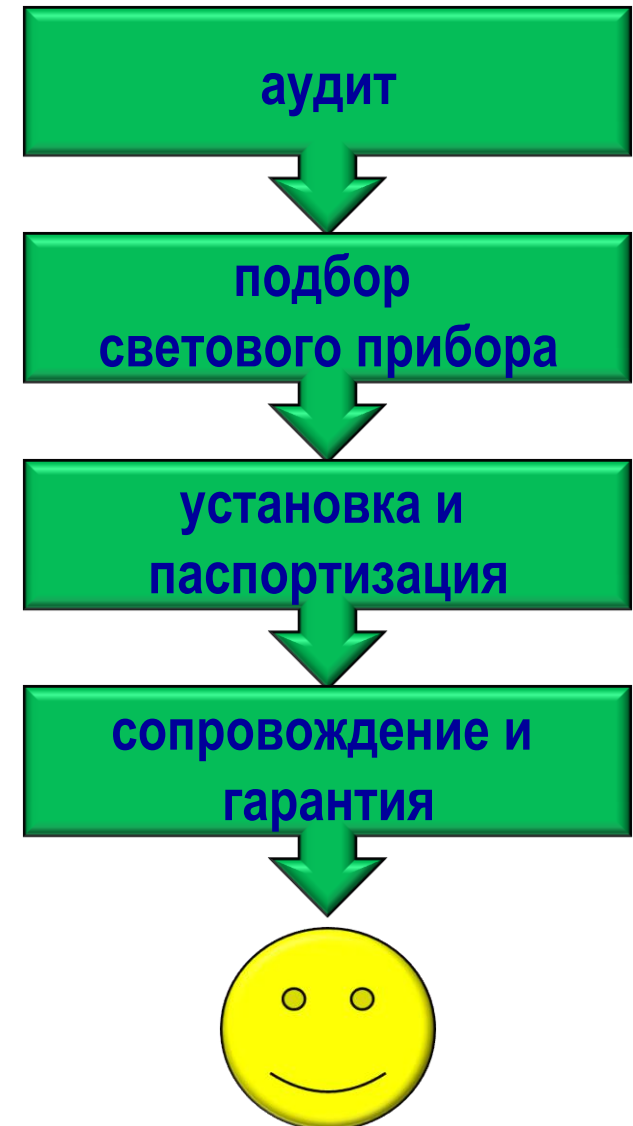 аудит
подбор
светового прибора
установка и
паспортизация
сопровождение и
гарантия